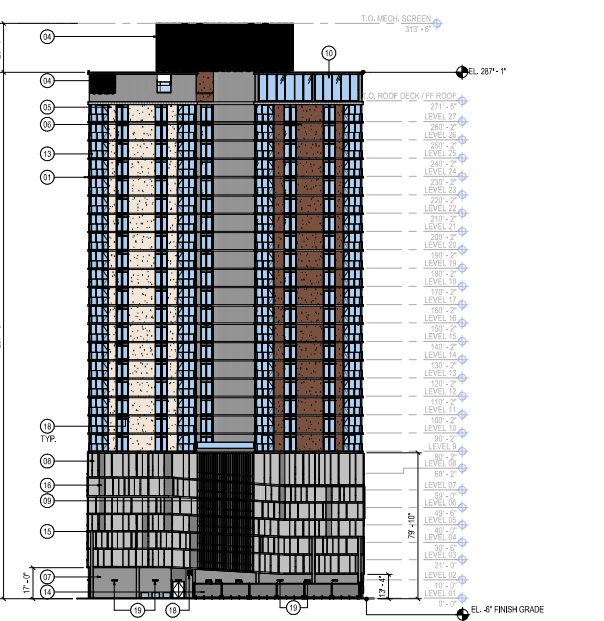 T.O. MECH. SCREEN
313' - 8"
04
10
EL. 287' - 1"
04
T.O. ROOF DECK / FF ROOF
271' - 5"
05
LEVEL 27
260' - 2"
06
LEVEL 26
250' - 2"
13
LEVEL 25
240' - 2"
LEVEL 24
01
230' - 2"
LEVEL 23
220' - 2"
LEVEL 22
210' - 2"
LEVEL 21
200' - 2"
LEVEL 20
190' - 2"
LEVEL 19
180' - 2"
LEVEL 18
170' - 2"
LEVEL 17
160' - 2"
LEVEL 16
150' - 2"
LEVEL 15
140' - 2"
LEVEL 14
130' - 2"
LEVEL 13
120' - 2"
LEVEL 12
110' - 2"
LEVEL 11
100' - 2"
18
LEVEL 10
TYP.
90' - 2"
LEVEL 9
80' - 2"
08
LEVEL 08
68' - 2"
16
LEVEL 07
59' - 0"
09
LEVEL 06
49' - 6"
79' - 10"
LEVEL 05
40' - 0"
15
LEVEL 04
30' - 6"
LEVEL 03
21' - 0"
07
17' - 0"
LEVEL 02
13' - 4"
10' - 0"
14
LEVEL 01
0' - 0"
19
18
19
EL. -6" FINISH GRADE